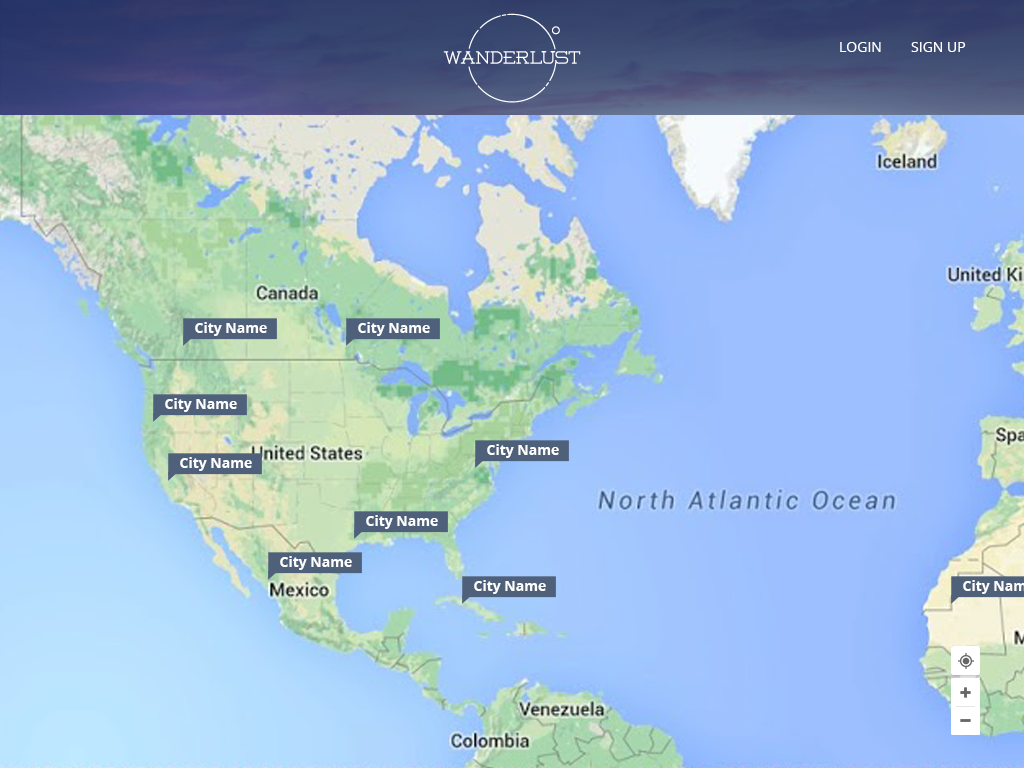 WANDERLUST
LOGIN
SIGN UP
Iceland
United Ki
Canada
City Name
City Name
City Name
Spa
City Name
United States
City Name
North Atlantic Ocean
City Name
City Name
Mexico
City Name
City Nam
M
Venezuela
Colombia